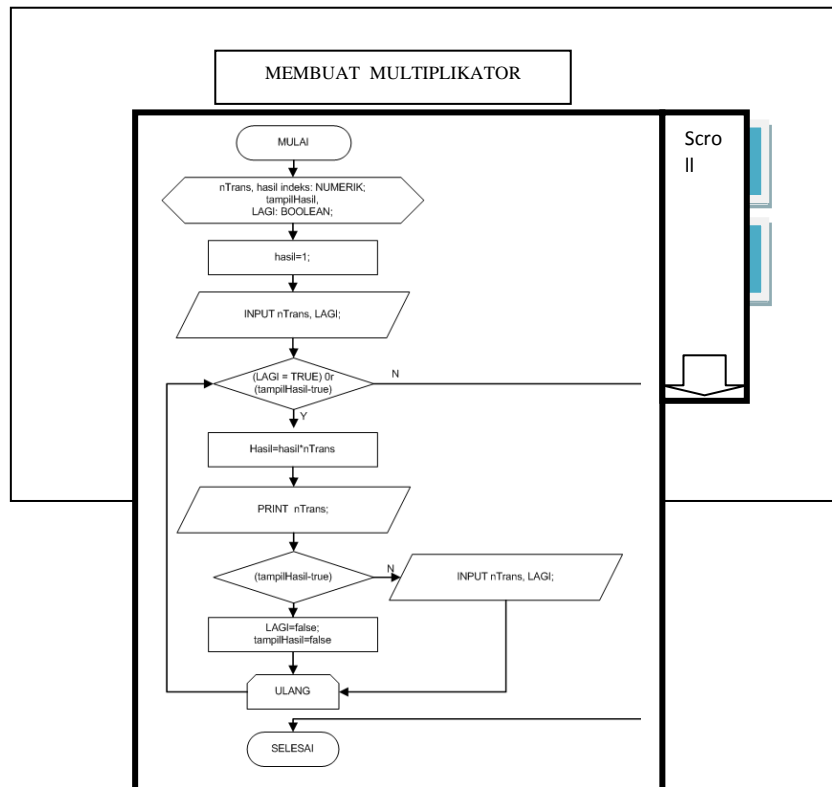 MEMBUAT MULTIPLIKATOR
Scro
ll
MULAI
nTrans, hasil indeks: NUMERIK;
tampilHasil,
LAGI: BOOLEAN;
hasil=1;
INPUT nTrans, LAGI;
(LAGI = TRUE) 0r
(tampilHasil-true)
N
Y
Hasil=hasil*nTrans
PRINT nTrans;
(tampilHasil-true)
N
INPUT nTrans, LAGI;
LAGI=false;
tampilHasil=false
ULANG
SELESAI